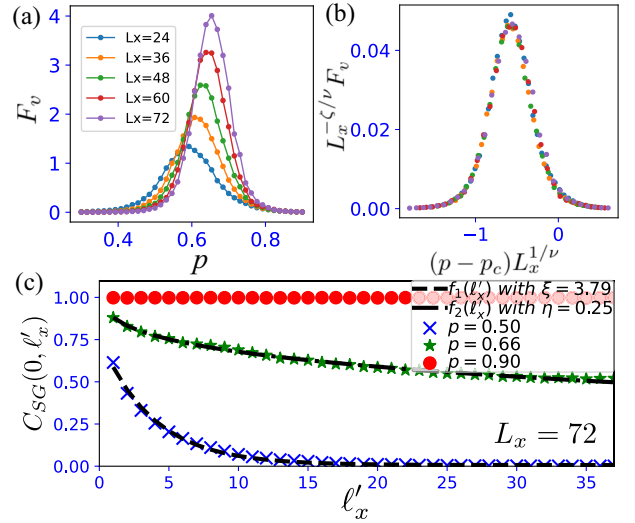 (a)
F_v
4
3
2
1
0
Lx=24
Lx=36
Lx=48
Lx=60
Lx=72
0.4
0.6
0.8
p
(b)
L_x^{-ζ/ν} F_v
0.04
0.02
0.00
−1
0
(p − p_c)L_x^{1/ν}
(c)
C_{SG}(0, ℓ′_x)
1.00
0.75
0.50
0.25
0.00
f_1(ℓ′_x) with ξ = 3.79
f_2(ℓ′_x) with η = 0.25
p = 0.50
p = 0.66
p = 0.90
L_x = 72
0
5
10
15
20
25
30
35
ℓ′_x